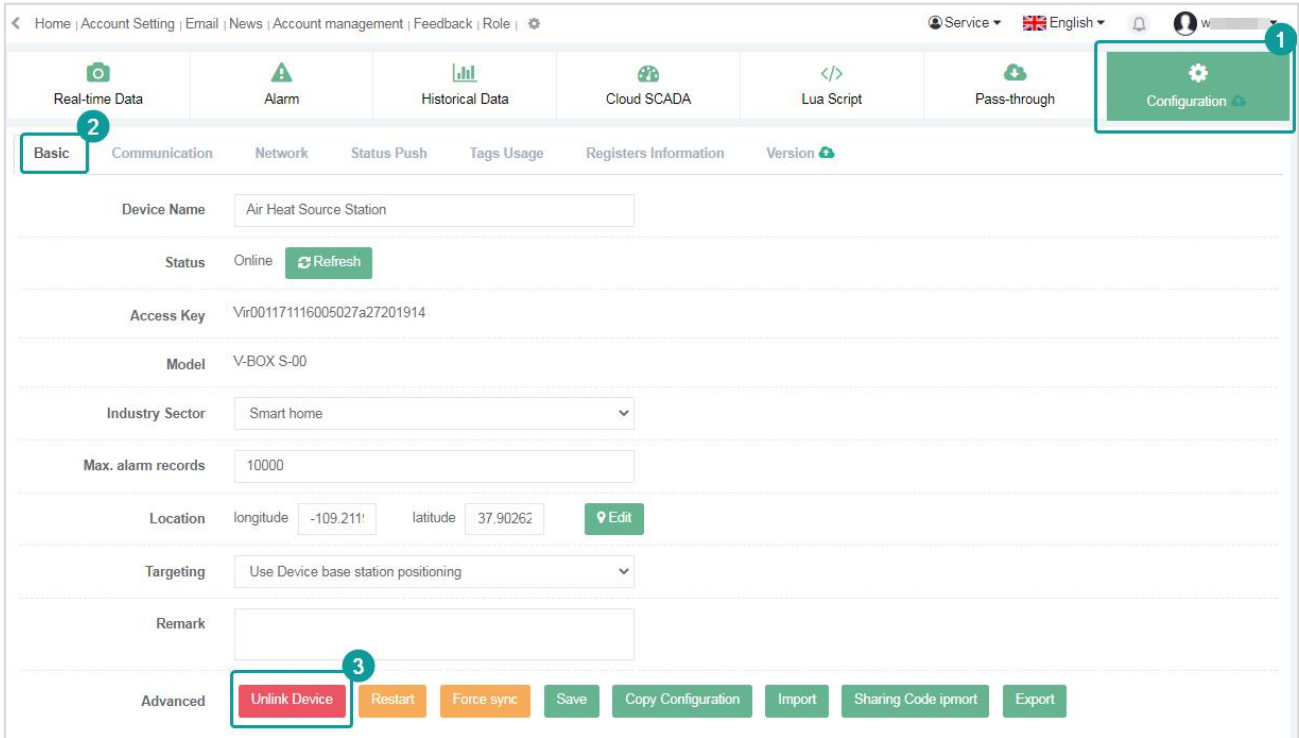 Home | Account Setting | Email | News | Account management | Feedback | Role | Service English w
1
Real-time Data Alarm Historical Data Cloud SCADA Lua Script Pass-through Configuration
2
Basic Communication Network Status Push Tags Usage Registers Information Version
Device Name Air Heat Source Station
Status Online Refresh
Access Key Vir001171116005027a27201914
Model V-BOX S-00
Industry Sector Smart home
Max. alarm records 10000
Location longitude -109.211 latitude 37.90262 Edit
Targeting Use Device base station positioning
Remark
3
Advanced Unlink Device Restart Force sync Save Copy Configuration Import Sharing Code ipmort Export